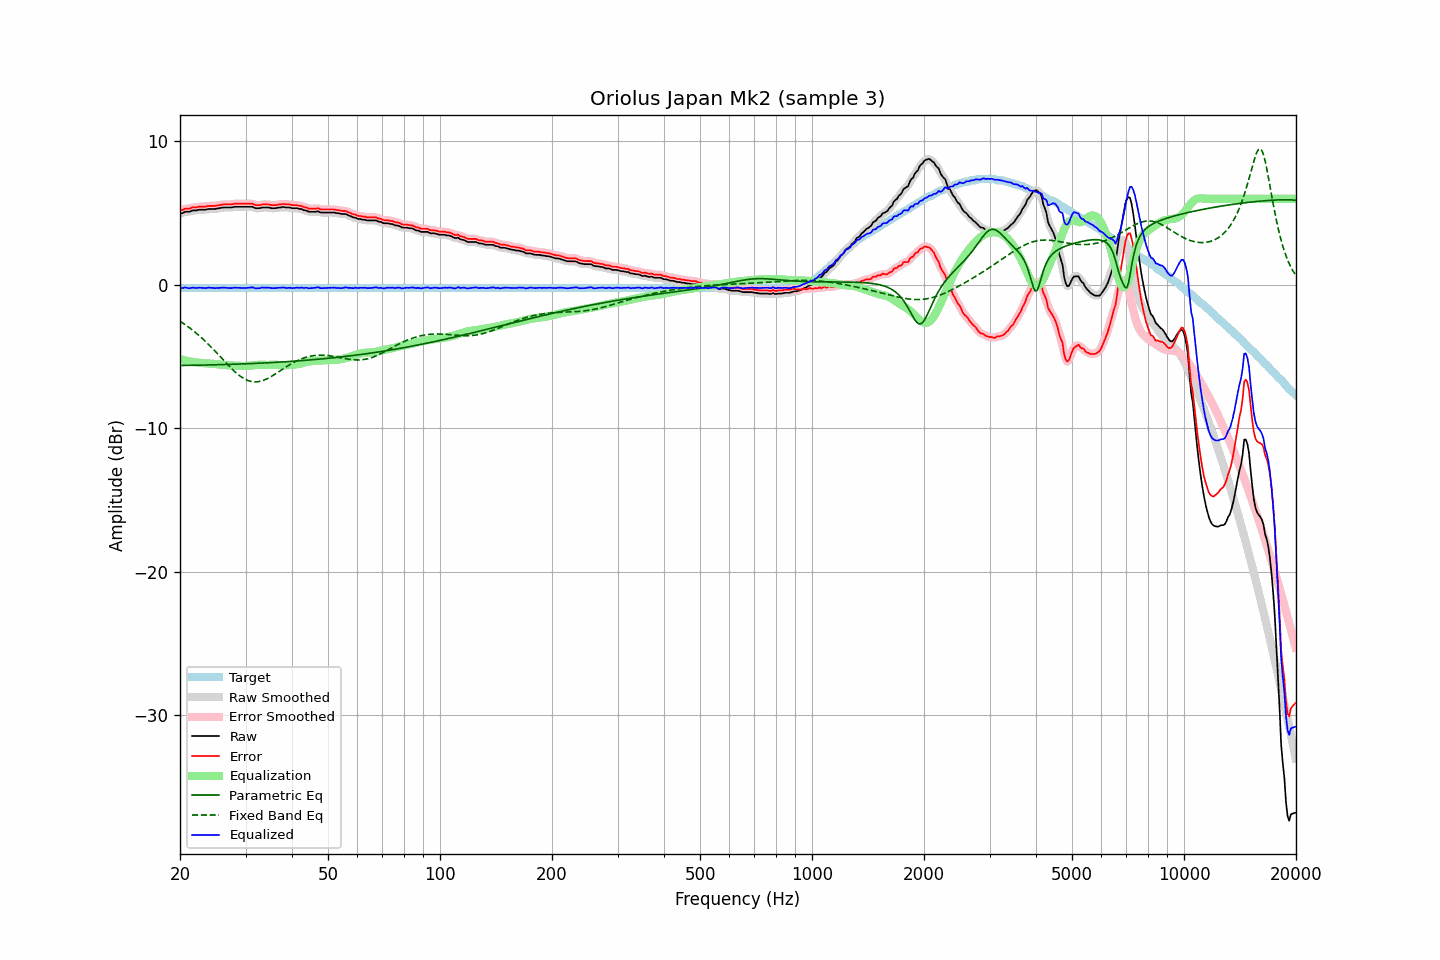 Oriolus Japan Mk2 (sample 3)
10
0
−10
−20
−30
Amplitude (dBr)
Target
Raw Smoothed
Error Smoothed
Raw
Error
Equalization
Parametric Eq
Fixed Band Eq
Equalized
20 50 100 200 500 1000 2000 5000 10000 20000
Frequency (Hz)